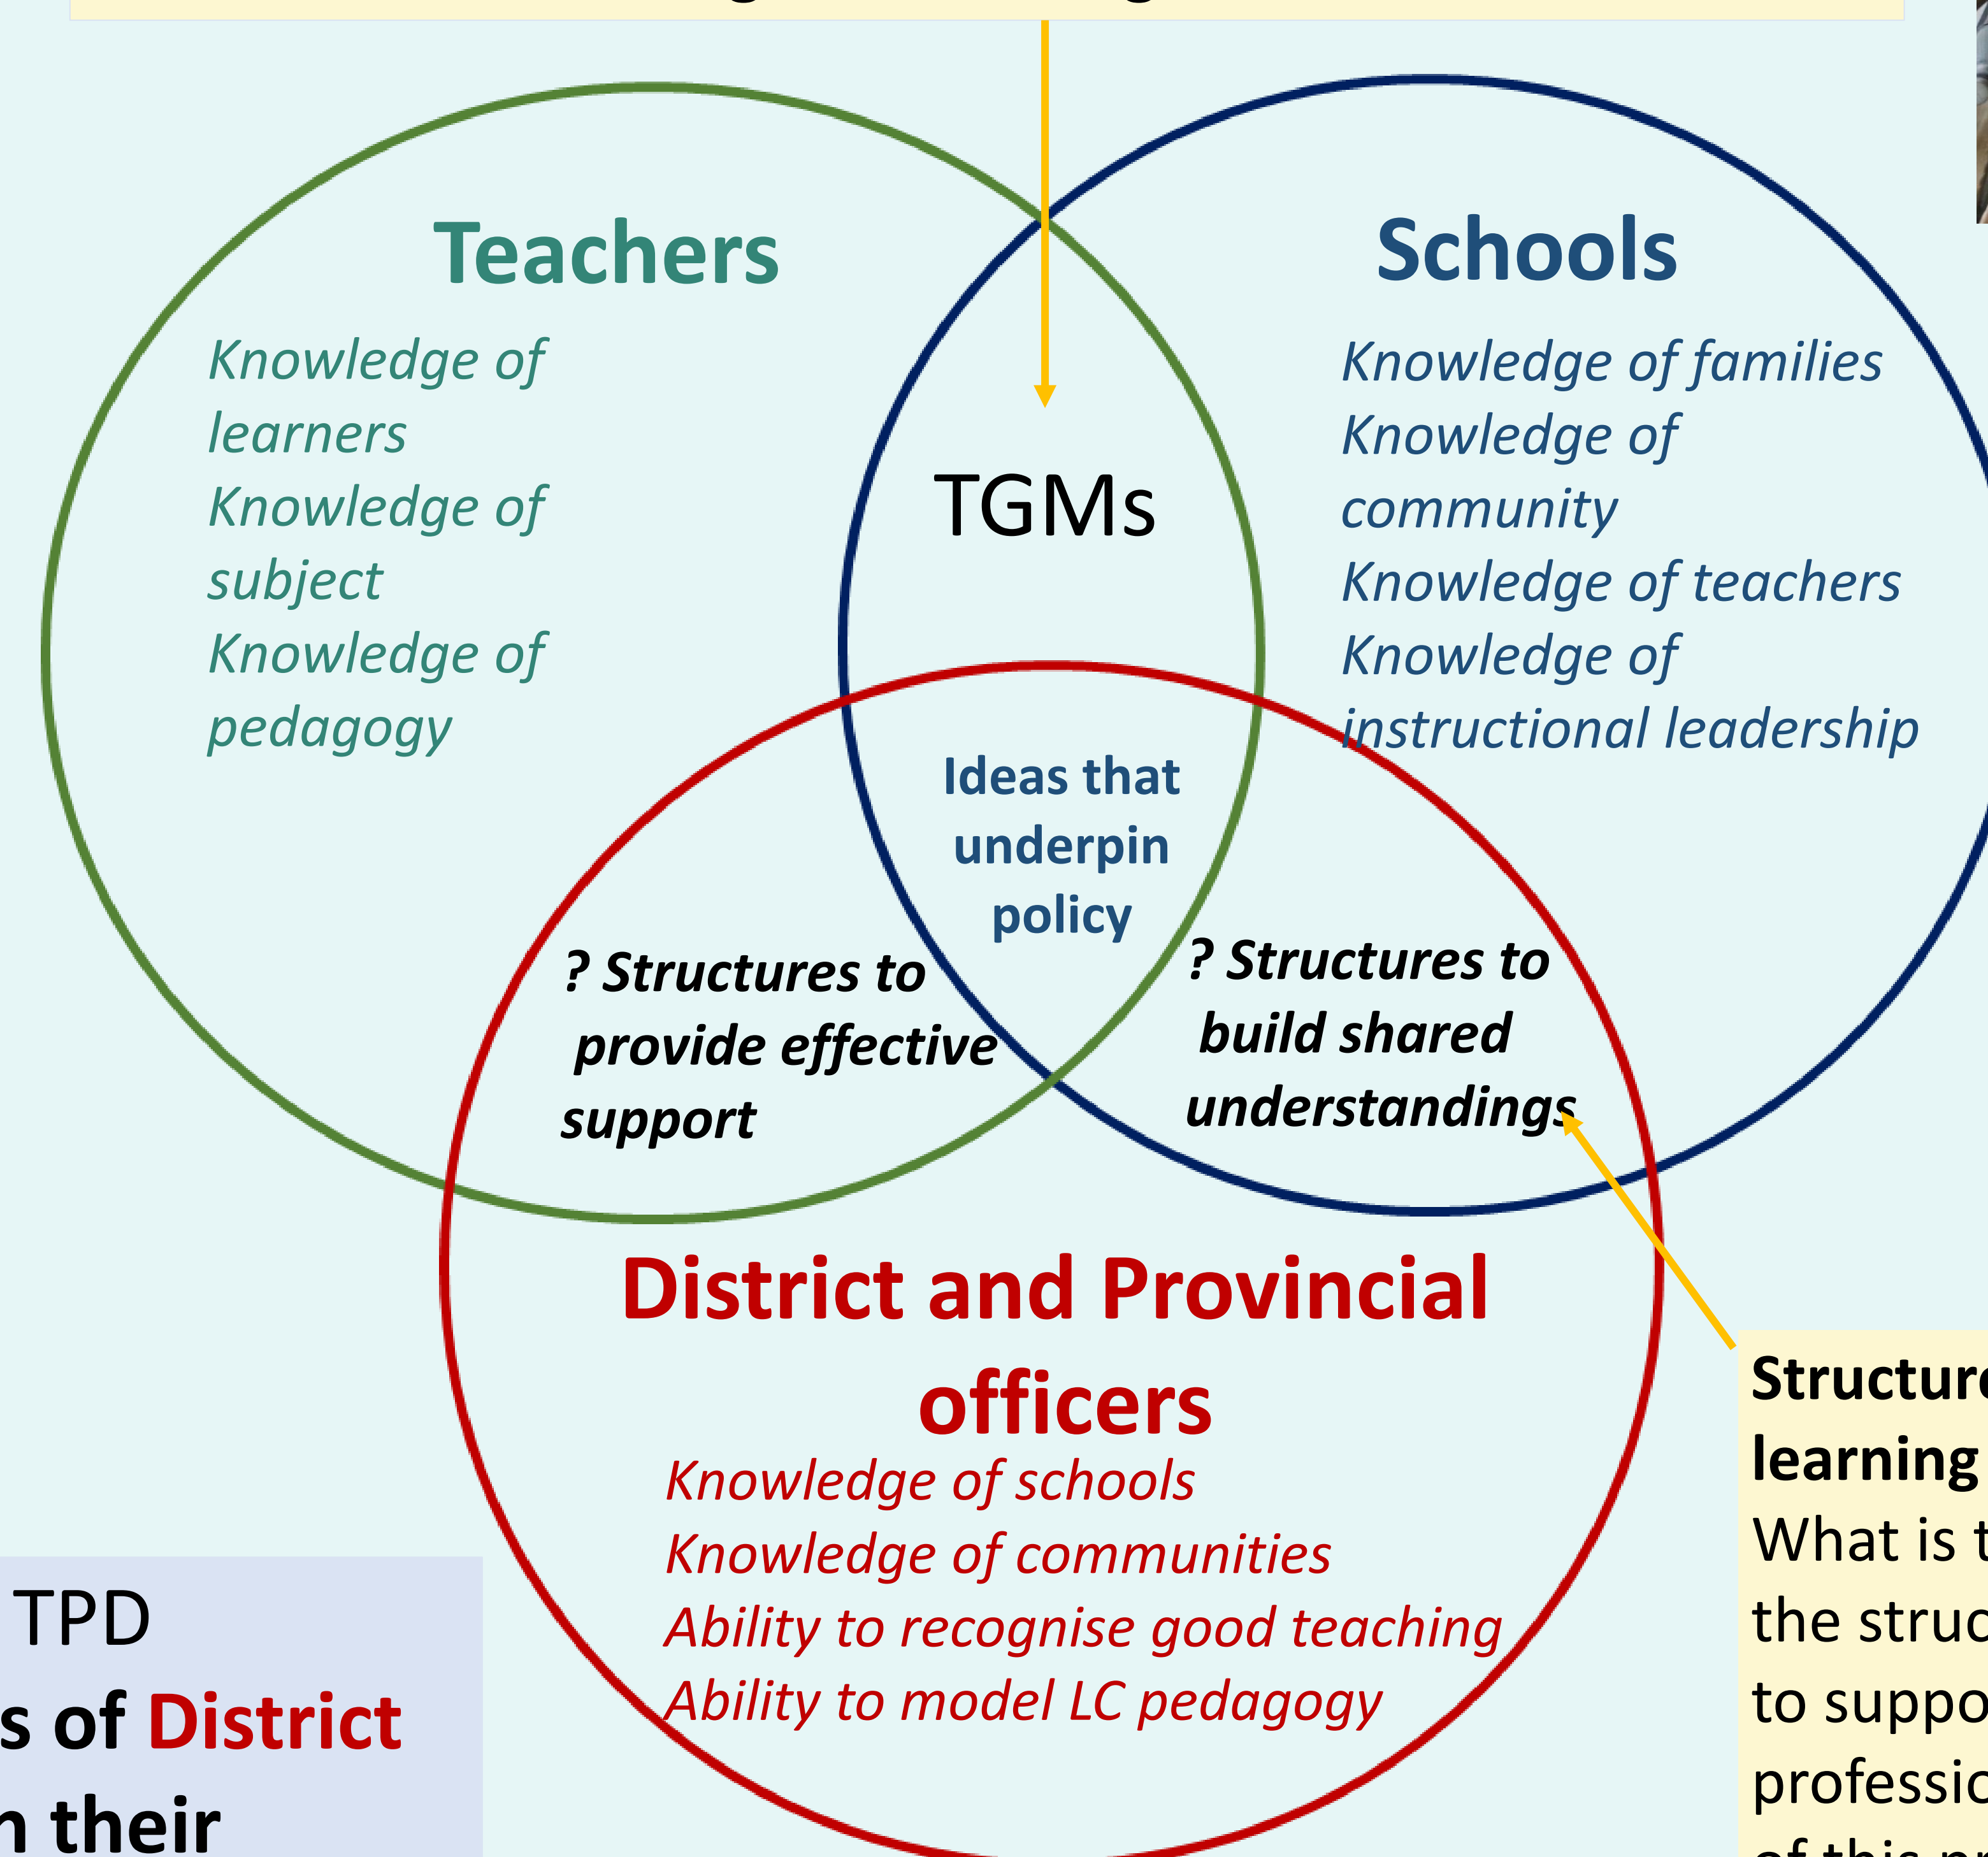 Teachers
Knowledge of
learners
Knowledge of
subject
Knowledge of
pedagogy
Schools
Knowledge of families
Knowledge of
community
Knowledge of teachers
Knowledge of
instructional leadership
TGMs
Ideas that
underpin
policy
? Structures to
provide effective
support
? Structures to
build shared
understandings
District and Provincial
officers
Knowledge of schools
Knowledge of communities
Ability to recognise good teaching
Ability to model LC pedagogy
TPD
of District
their
learning
What is
the
to
of this